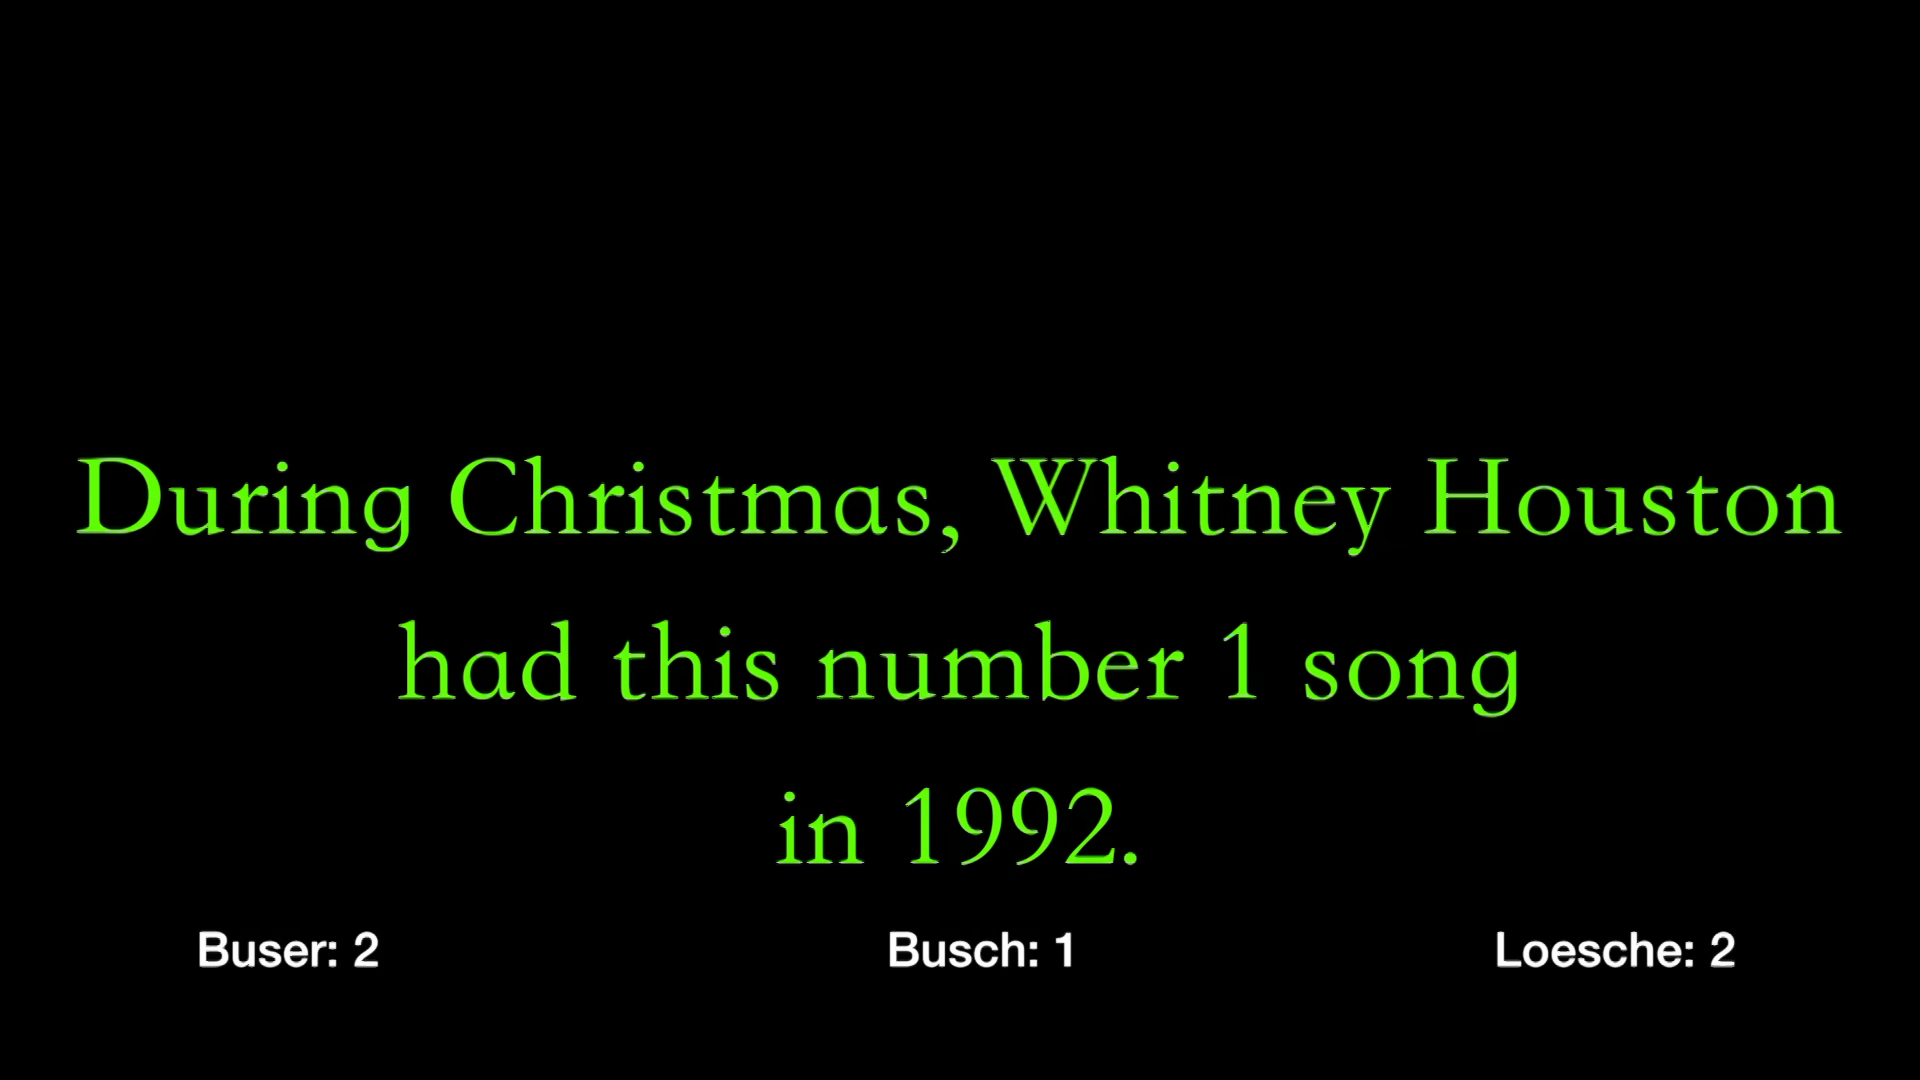 During Christmas, Whitney Houston
had this number 1 song
in 1992.
Buser: 2 Busch: 1 Loesche: 2